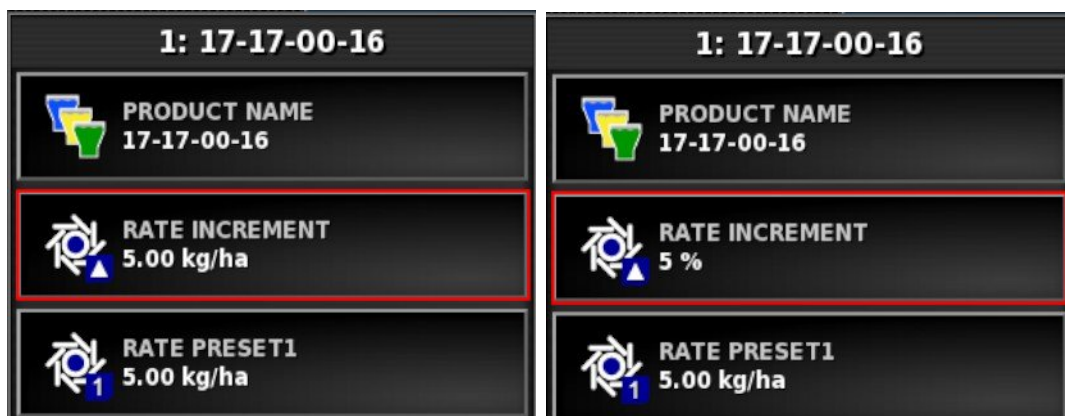 1: 17-17-00-16
PRODUCT NAME
17-17-00-16
RATE INCREMENT
5.00 kg/ha
RATE PRESET1
1
5.00 kg/ha
1: 17-17-00-16
PRODUCT NAME
17-17-00-16
RATE INCREMENT
5 %
RATE PRESET1
1
5.00 kg/ha